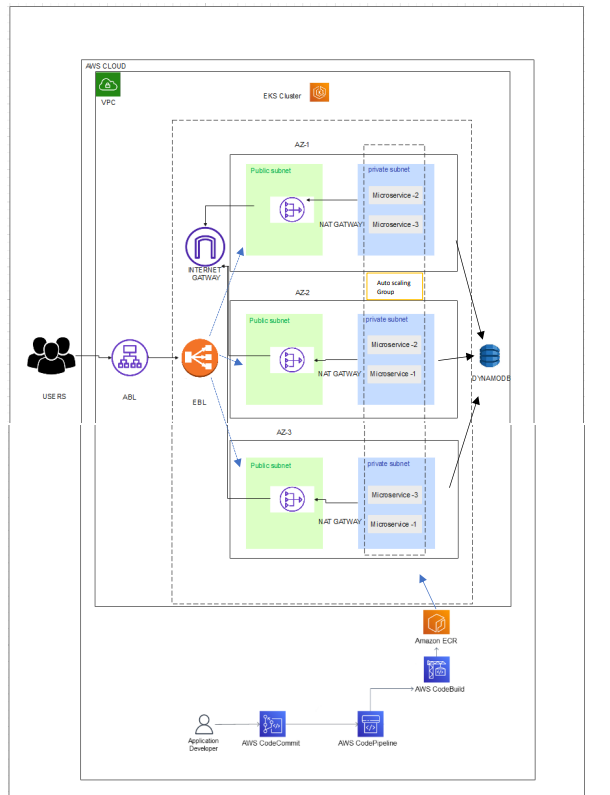 AWS CLOUD
VPC
EKS Cluster
AZ-1
Public subnet
private subnet
Microservice -2
Microservice -3
NAT GATWAY
INTERNET
GATWAY
Auto scaling
Group
AZ-2
Public subnet
private subnet
Microservice -2
Microservice -1
NAT GATWAY
USERS
ABL
EBL
DYNAMODB
AZ-3
Public subnet
private subnet
Microservice -3
Microservice -1
NAT GATWAY
Amazon ECR
AWS CodeBuild
Application
Developer
AWS CodeCommit
AWS CodePipeline